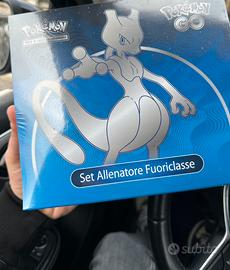 POKÉMON
POKÉMON
GO
Set Allenatore Fuoriclasse
subito